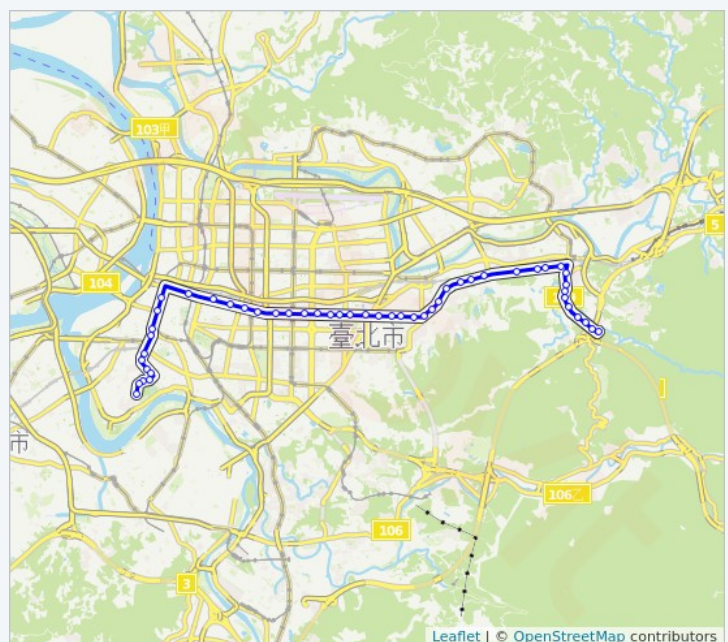 103甲
5
104
臺北市
市
106乙
106
3
Leaflet | © OpenStreetMap contributors